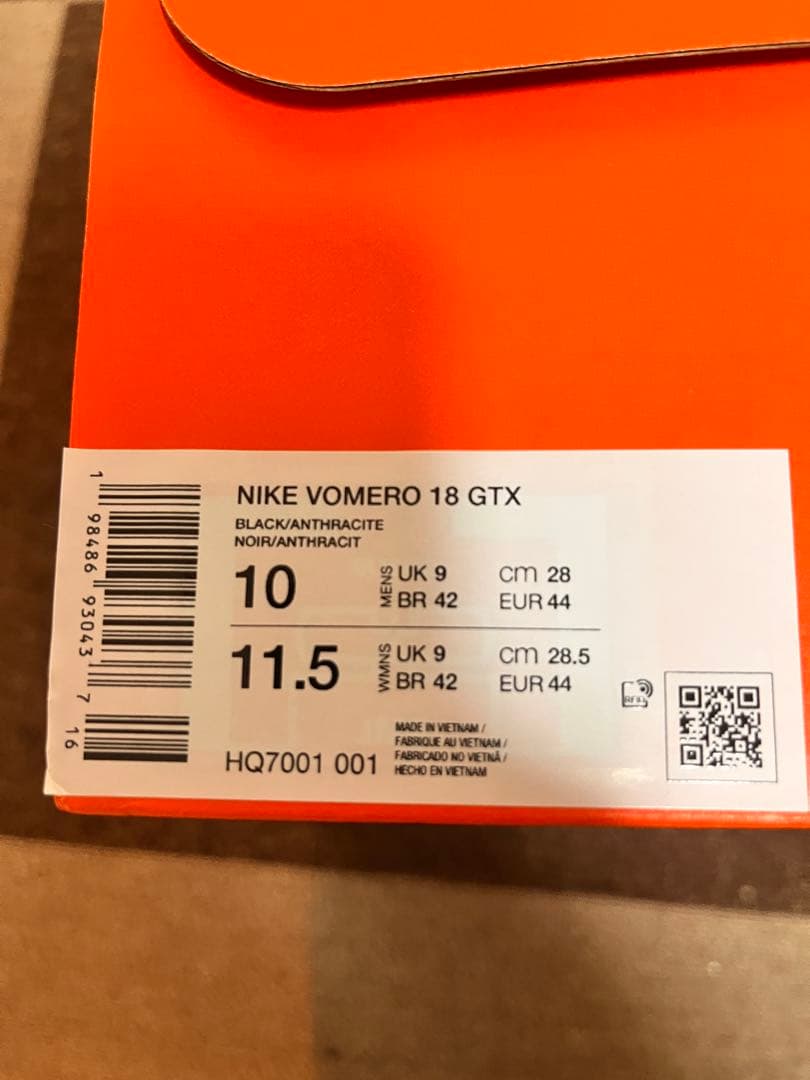 NIKE VOMERO 18 GTX
BLACK/ANTHRACITE
NOIR/ANTHRACIT
10 MENS UK 9 cm 28
BR 42 EUR 44
11.5 WMNS UK 9 cm 28.5
BR 42 EUR 44
RFID
MADE IN VIETNAM /
FABRIQUE AU VIETNAM /
FABRICADO NO VIETNÃ /
HECHO EN VIETNAM
HQ7001 001
1 98486 93043 7 16